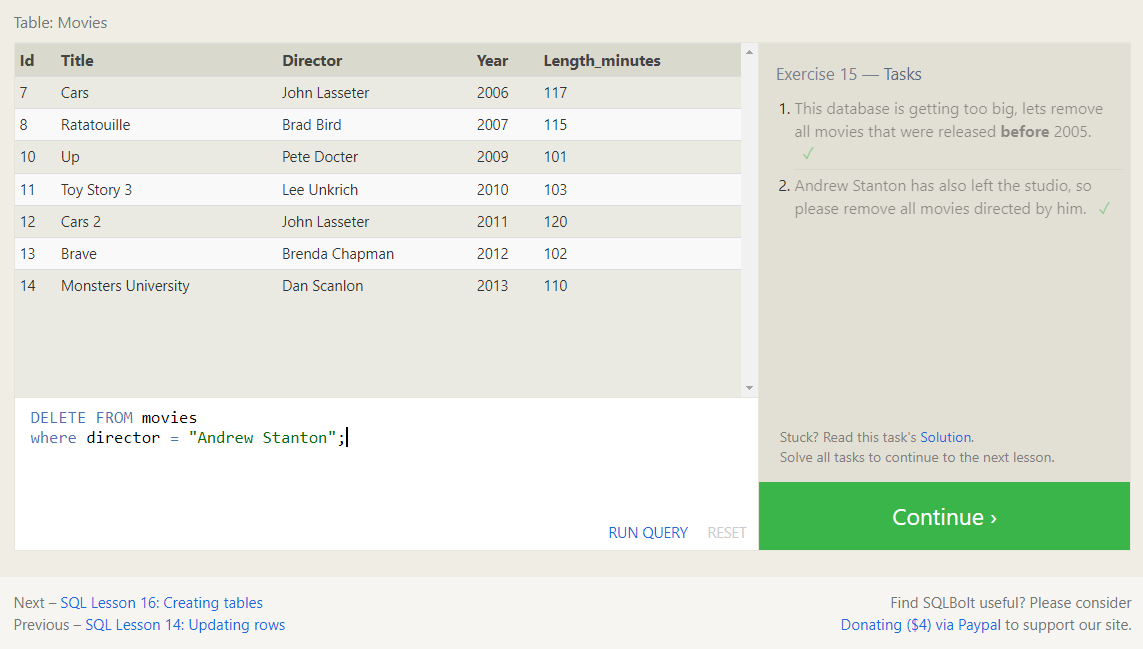 Table: Movies
Id Title Director Year Length_minutes
7 Cars John Lasseter 2006 117
8 Ratatouille Brad Bird 2007 115
10 Up Pete Docter 2009 101
11 Toy Story 3 Lee Unkrich 2010 103
12 Cars 2 John Lasseter 2011 120
13 Brave Brenda Chapman 2012 102
14 Monsters University Dan Scanlon 2013 110
DELETE FROM movies
where director = "Andrew Stanton";
RUN QUERY RESET
Exercise 15 — Tasks
1. This database is getting too big, lets remove
all movies that were released before 2005.
✓
2. Andrew Stanton has also left the studio, so
please remove all movies directed by him. ✓
Stuck? Read this task's Solution.
Solve all tasks to continue to the next lesson.
Continue ›
Next – SQL Lesson 16: Creating tables
Previous – SQL Lesson 14: Updating rows
Find SQLBolt useful? Please consider
Donating ($4) via Paypal to support our site.